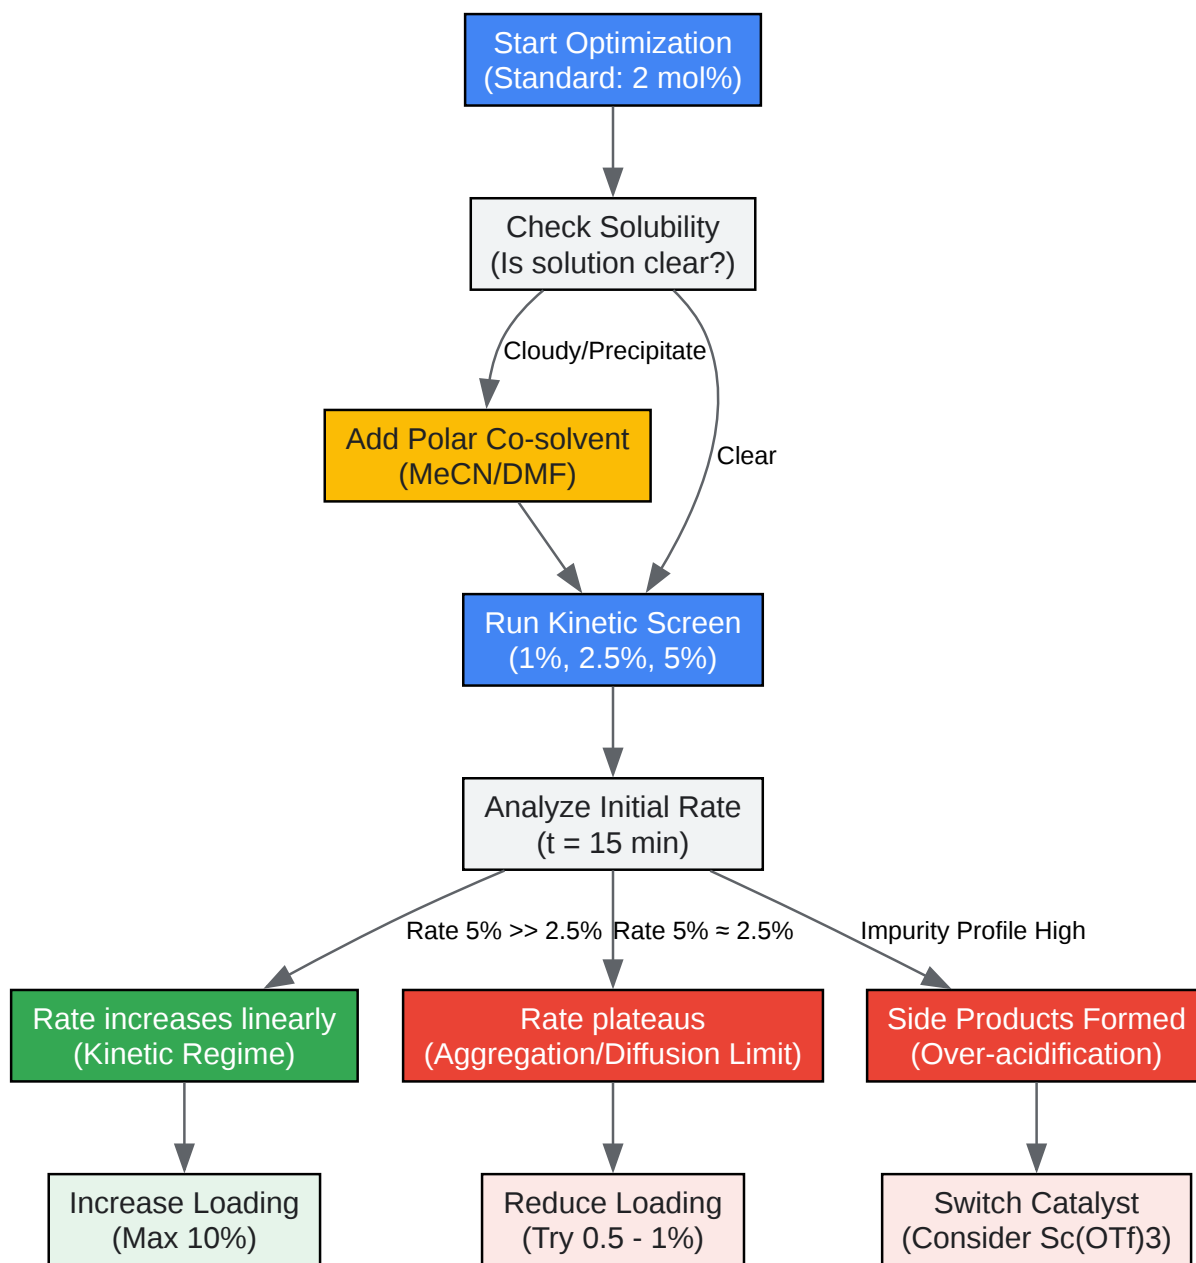 Start Optimization
(Standard: 2 mol%)
Check Solubility
(Is solution clear?)
Cloudy/Precipitate
Add Polar Co-solvent
(MeCN/DMF)
Clear
Run Kinetic Screen
(1%, 2.5%, 5%)
Analyze Initial Rate
(t = 15 min)
Rate 5% >> 2.5%
Rate 5% ≈ 2.5%
Impurity Profile High
Rate increases linearly
(Kinetic Regime)
Rate plateaus
(Aggregation/Diffusion Limit)
Side Products Formed
(Over-acidification)
Increase Loading
(Max 10%)
Reduce Loading
(Try 0.5 - 1%)
Switch Catalyst
(Consider Sc(OTf)3)